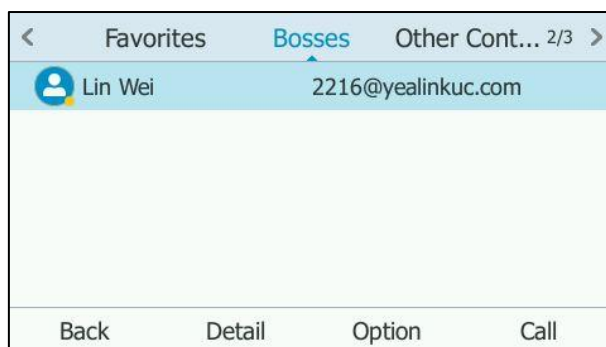 < Favorites Bosses Other Cont... 2/3 >
Lin Wei 2216@yealinkuc.com
Back Detail Option Call